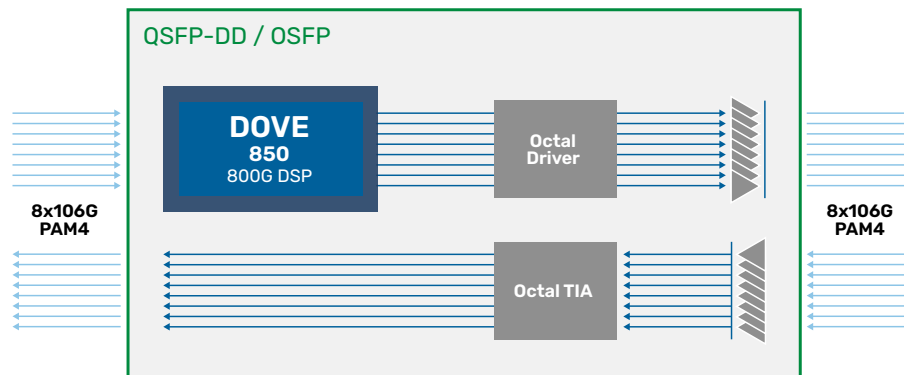 QSFP-DD / OSFP
DOVE
850
800G DSP
Octal
Driver
8x106G
PAM4
8x106G
PAM4
Octal TIA